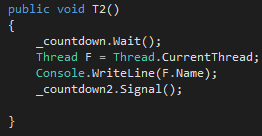 public void T2()
{
    _countdown.Wait();
    Thread F = Thread.CurrentThread;
    Console.WriteLine(F.Name);
    _countdown2.Signal();
}